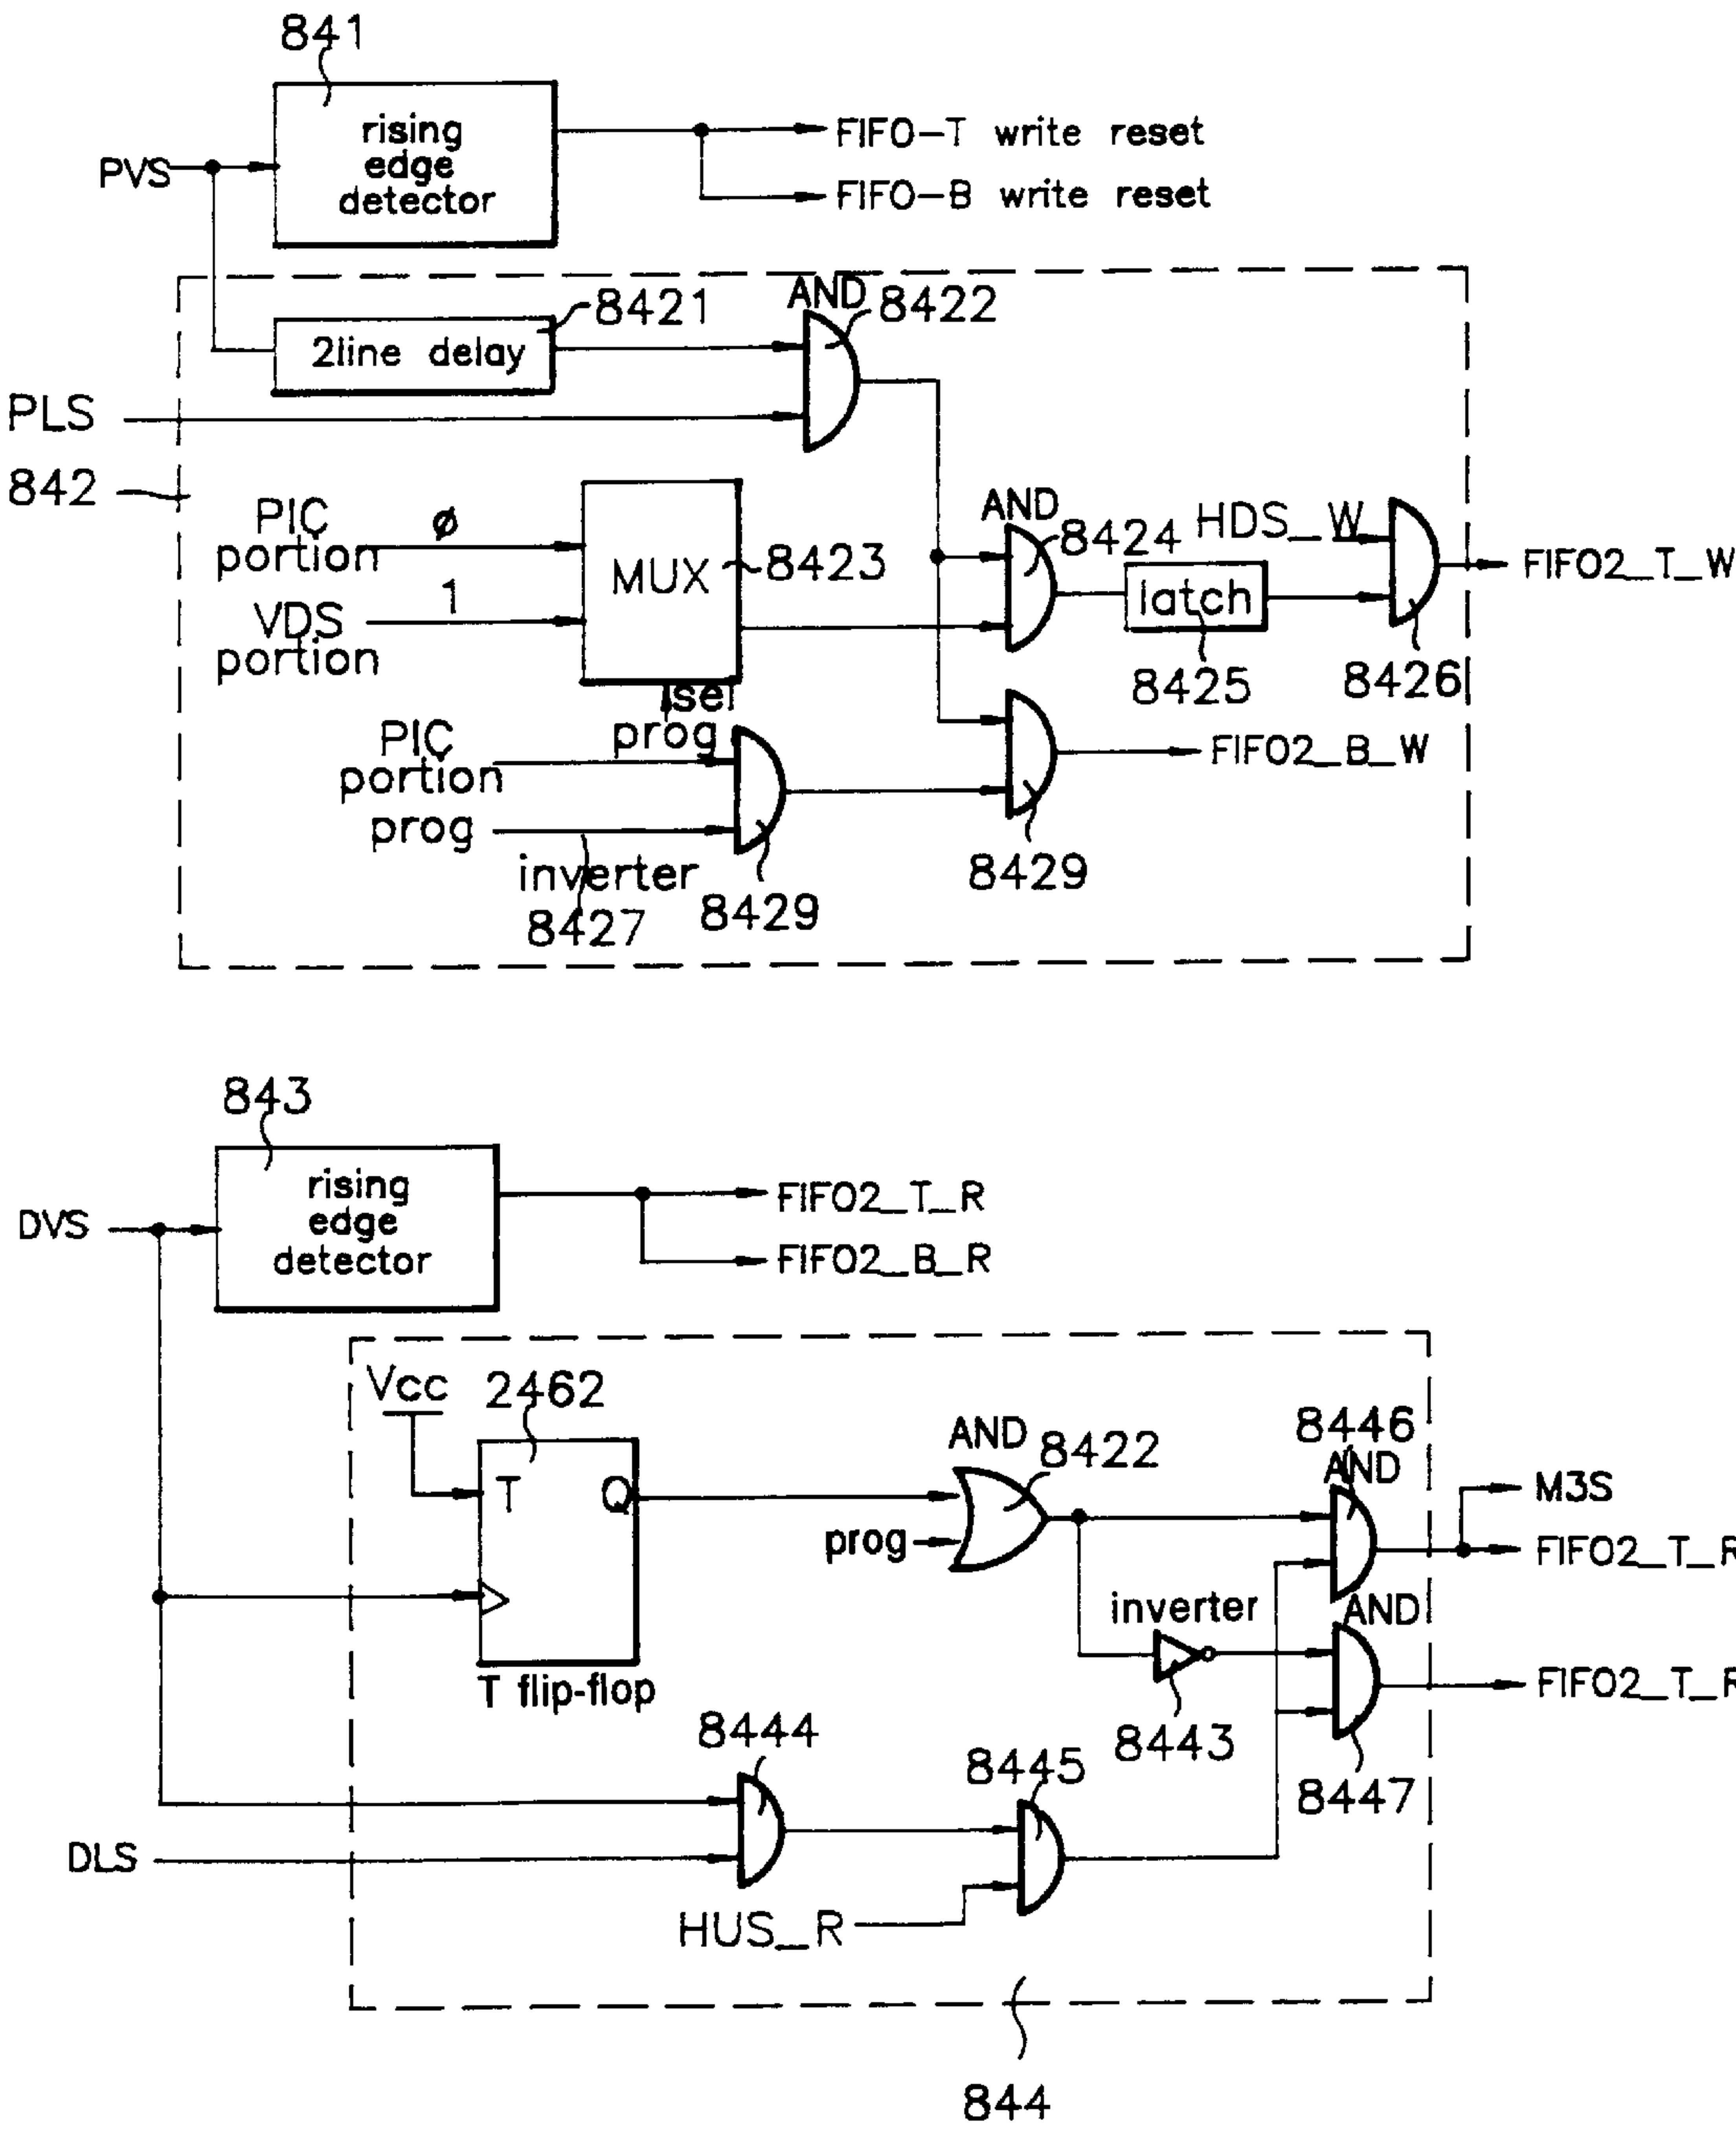 841
rising
edge
detector
PVS
FIFO-T write reset
FIFO-B write reset
AND
8422
8421
2line delay
PLS
842
PIC
portion
ø
VDS
portion
1
MUX
8423
sel
prog
AND
8424
latch
8425
HDS_W
8426
FIFO2_T_W
PIC
portion
prog
inverter
8427
8429
8429
FIFO2_B_W
843
rising
edge
detector
DVS
FIFO2_T_R
FIFO2_B_R
Vcc
2462
T
Q
T flip-flop
AND
8422
prog
8446
AND
M3S
FIFO2_T_R
inverter
8443
AND
8447
FIFO2_T_R
8444
8445
DLS
HUS_R
844